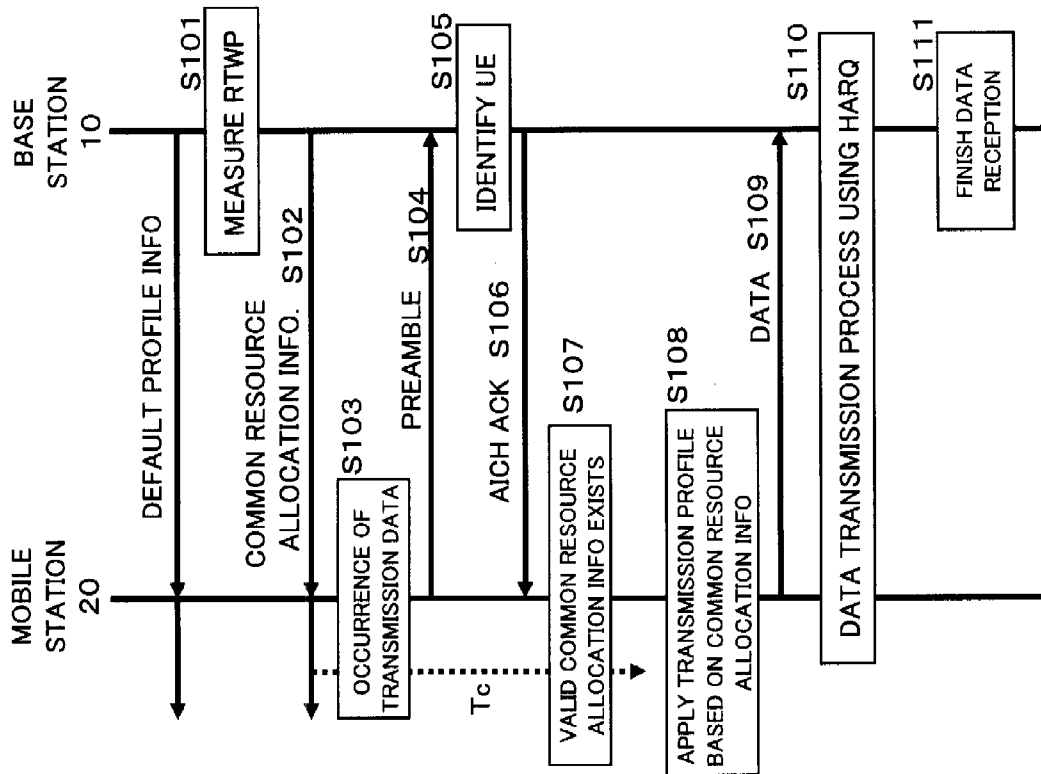 MOBILE
STATION
20
BASE
STATION
10
DEFAULT PROFILE INFO
S101
MEASURE RTWP
COMMON RESOURCE
ALLOCATION INFO. S102
S103
OCCURRENCE OF
TRANSMISSION DATA
PREAMBLE S104
S105
IDENTIFY UE
AICH ACK S106
Tc
S107
VALID COMMON RESOURCE
ALLOCATION INFO EXISTS
S108
APPLY TRANSMISSION PROFILE
BASED ON COMMON RESOURCE
ALLOCATION INFO
DATA S109
S110
DATA TRANSMISSION PROCESS USING HARQ
S111
FINISH DATA
RECEPTION